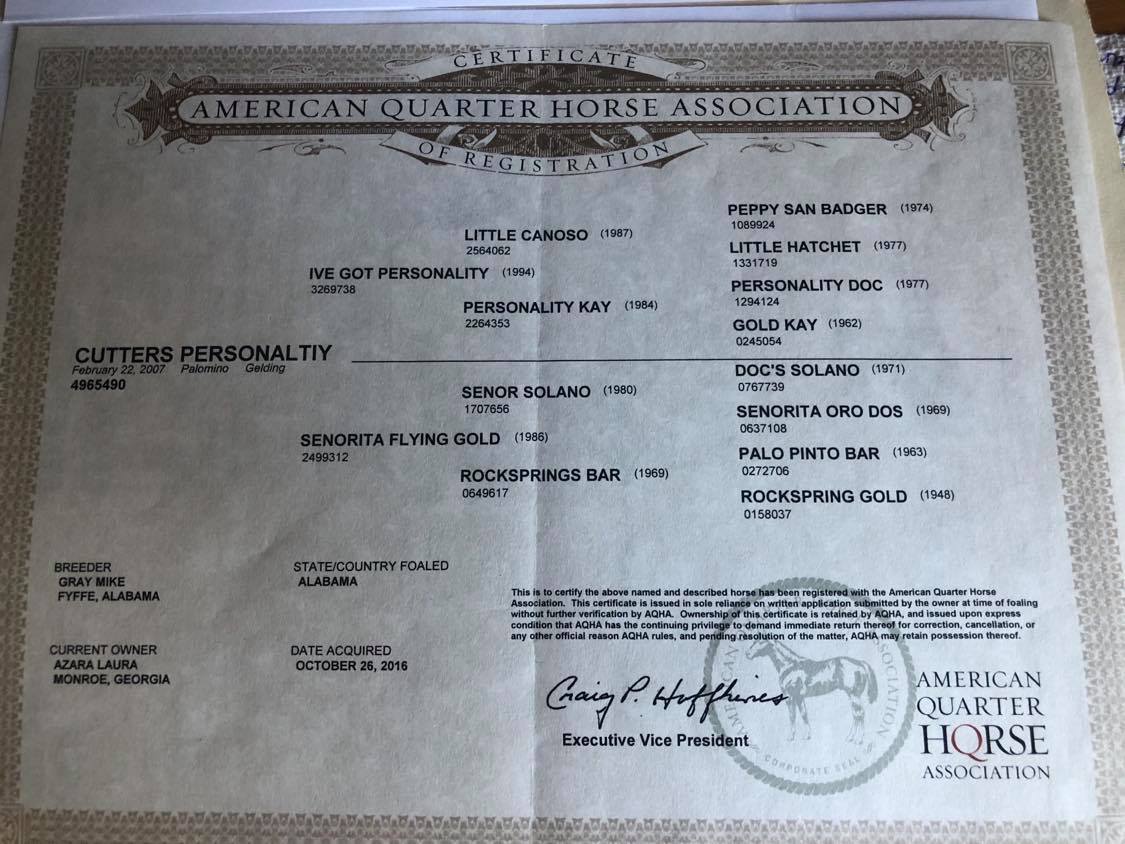 CERTIFICATE
AMERICAN QUARTER HORSE ASSOCIATION
OF REGISTRATION
PEPPY SAN BADGER (1974)
1089924
LITTLE CANOSO (1987)
2564062
LITTLE HATCHET (1977)
1331719
IVE GOT PERSONALITY (1994)
3269738
PERSONALITY DOC (1977)
1294124
PERSONALITY KAY (1984)
2264353
GOLD KAY (1962)
0245054
CUTTERS PERSONALTIY
February 22, 2007 Palomino Gelding
4965490
DOC'S SOLANO (1971)
0767739
SENOR SOLANO (1980)
1707656
SENORITA ORO DOS (1969)
0637108
SENORITA FLYING GOLD (1986)
2499312
PALO PINTO BAR (1963)
0272706
ROCKSPRINGS BAR (1969)
0649617
ROCKSPRING GOLD (1948)
0158037
BREEDER
GRAY MIKE
FYFFE, ALABAMA
STATE/COUNTRY FOALED
ALABAMA
CURRENT OWNER
AZARA LAURA
MONROE, GEORGIA
DATE ACQUIRED
OCTOBER 26, 2016
This is to certify the above named and described horse has been registered with the American Quarter Horse
Association. This certificate is issued in sole reliance on written application submitted by the owner at time of foaling
without further verification by AQHA. Ownership of this certificate is retained by AQHA, and issued upon express
condition that AQHA has the continuing privilege to demand immediate return thereof for correction, cancellation, or
any other official reason AQHA rules, and pending resolution of the matter, AQHA may retain possession thereof.
Craig P. Huffhines
Executive Vice President
AMERICAN ASSOCIATION
CORPORATE SEAL
AMERICAN
QUARTER
HORSE
ASSOCIATION